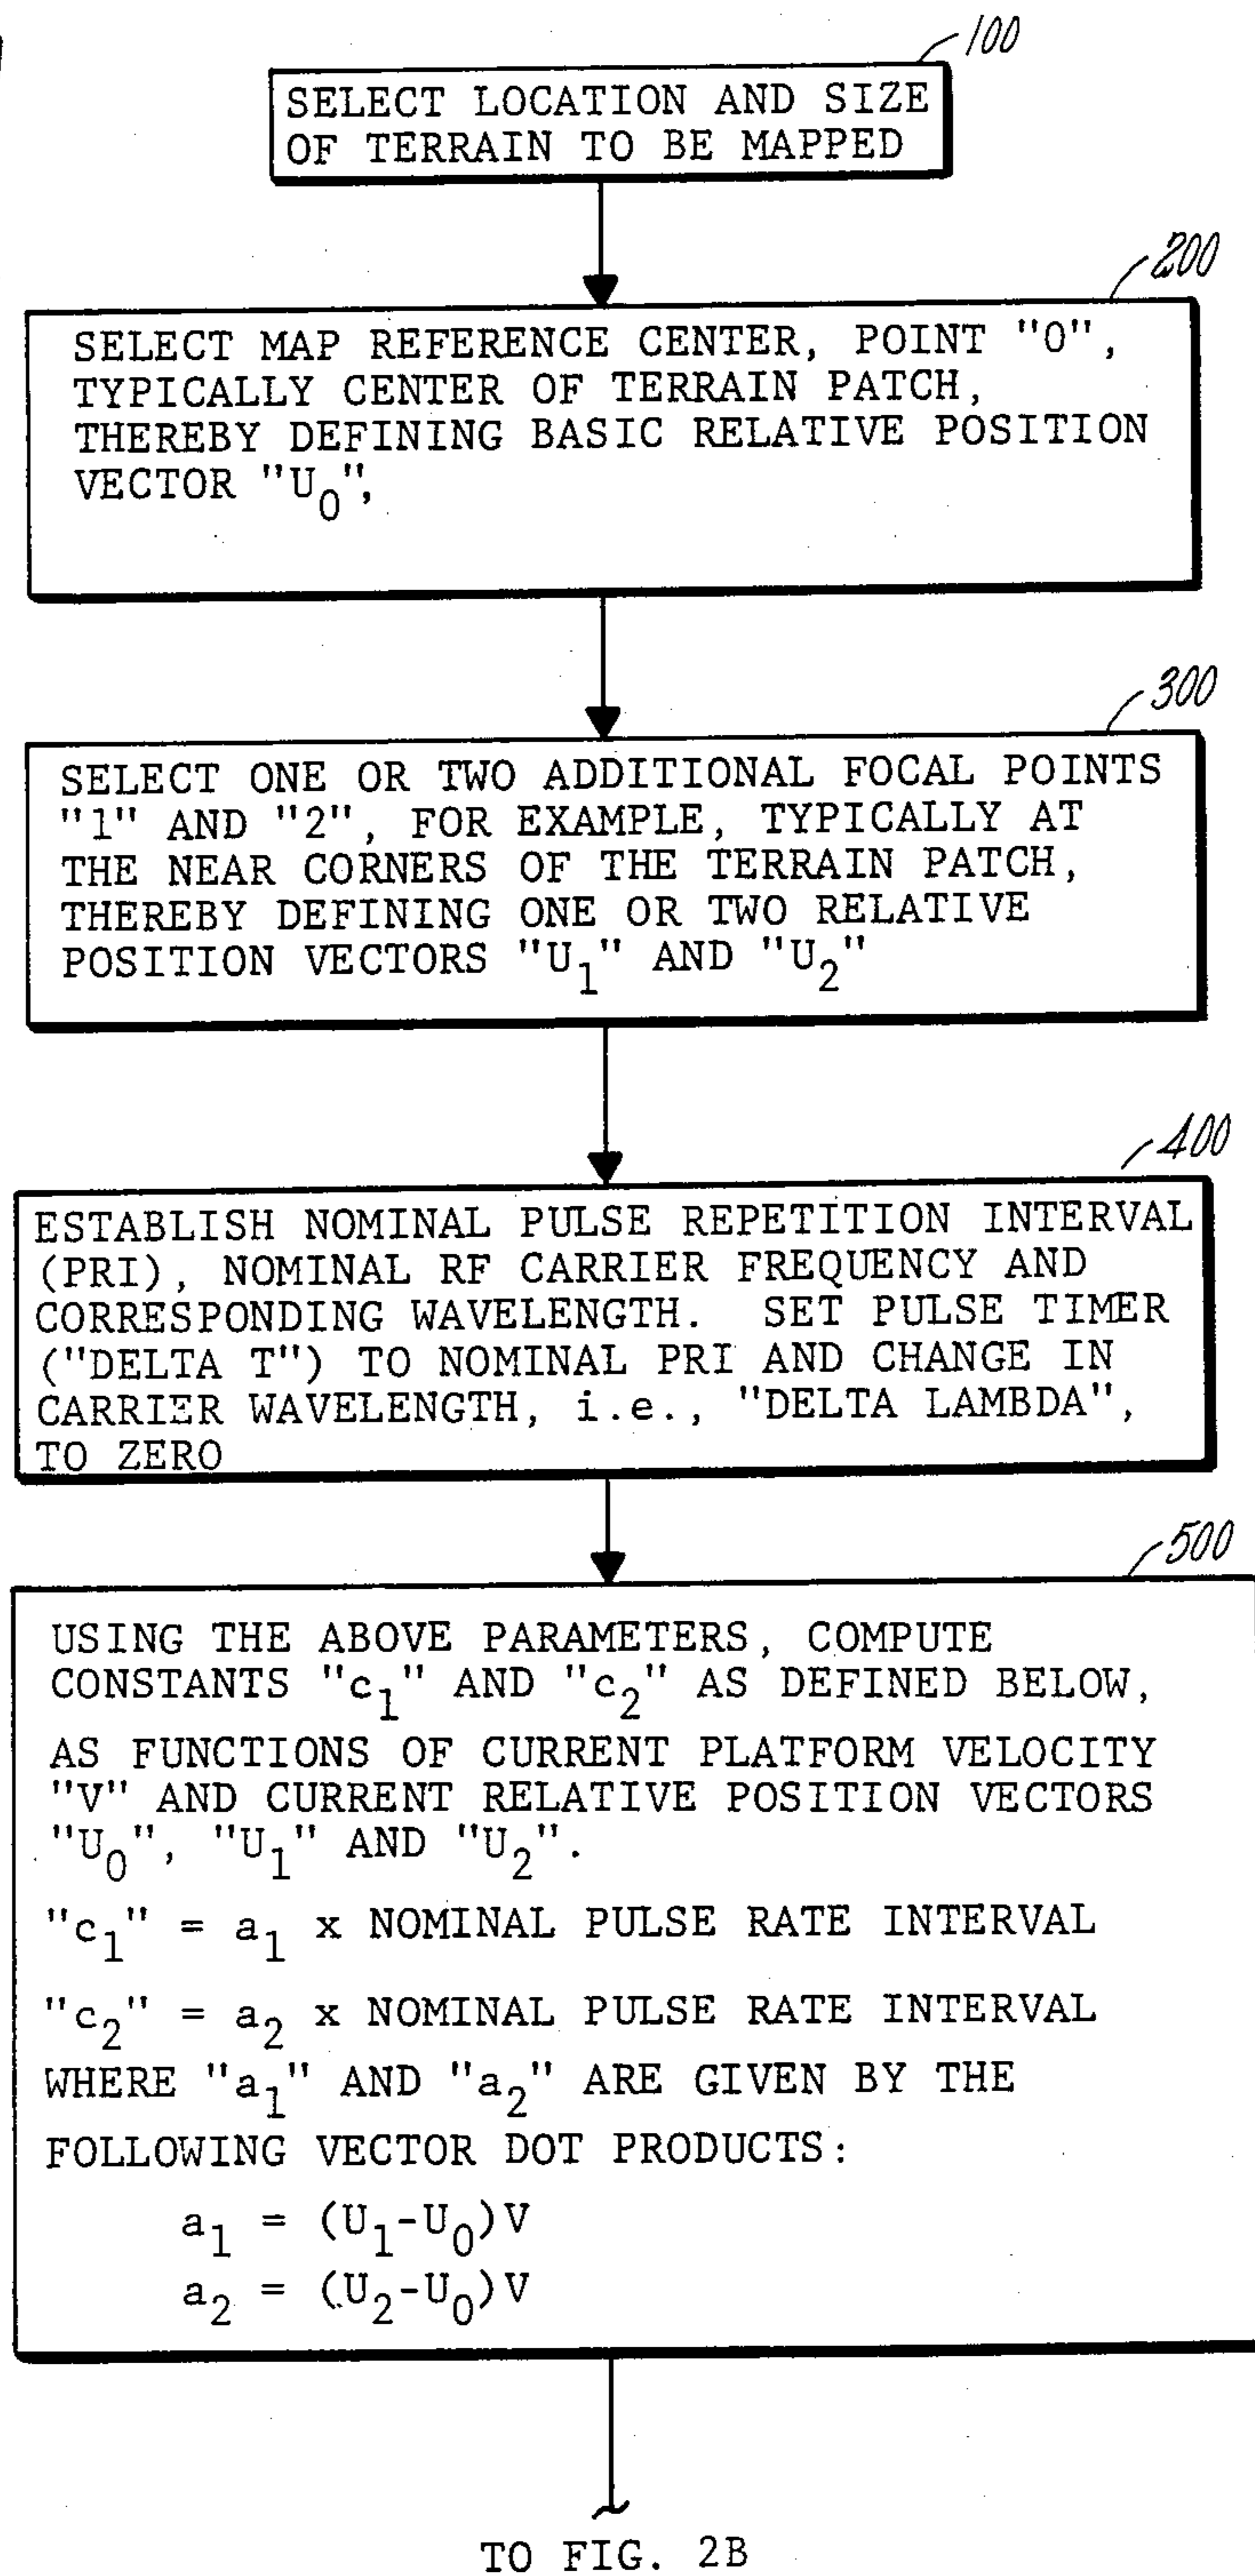 100
SELECT LOCATION AND SIZE
OF TERRAIN TO BE MAPPED
200
SELECT MAP REFERENCE CENTER, POINT "0",
TYPICALLY CENTER OF TERRAIN PATCH,
THEREBY DEFINING BASIC RELATIVE POSITION
VECTOR "U₀",
300
SELECT ONE OR TWO ADDITIONAL FOCAL POINTS
"1" AND "2", FOR EXAMPLE, TYPICALLY AT
THE NEAR CORNERS OF THE TERRAIN PATCH,
THEREBY DEFINING ONE OR TWO RELATIVE
POSITION VECTORS "U₁" AND "U₂"
400
ESTABLISH NOMINAL PULSE REPETITION INTERVAL
(PRI), NOMINAL RF CARRIER FREQUENCY AND
CORRESPONDING WAVELENGTH. SET PULSE TIMER
("DELTA T") TO NOMINAL PRI AND CHANGE IN
CARRIER WAVELENGTH, i.e., "DELTA LAMBDA",
TO ZERO
500
USING THE ABOVE PARAMETERS, COMPUTE
CONSTANTS "c₁" AND "c₂" AS DEFINED BELOW,
AS FUNCTIONS OF CURRENT PLATFORM VELOCITY
"V" AND CURRENT RELATIVE POSITION VECTORS
"U₀", "U₁" AND "U₂".
"c₁" = a₁ x NOMINAL PULSE RATE INTERVAL
"c₂" = a₂ x NOMINAL PULSE RATE INTERVAL
WHERE "a₁" AND "a₂" ARE GIVEN BY THE
FOLLOWING VECTOR DOT PRODUCTS:
a₁ = (U₁-U₀)V
a₂ = (U₂-U₀)V
TO FIG. 2B